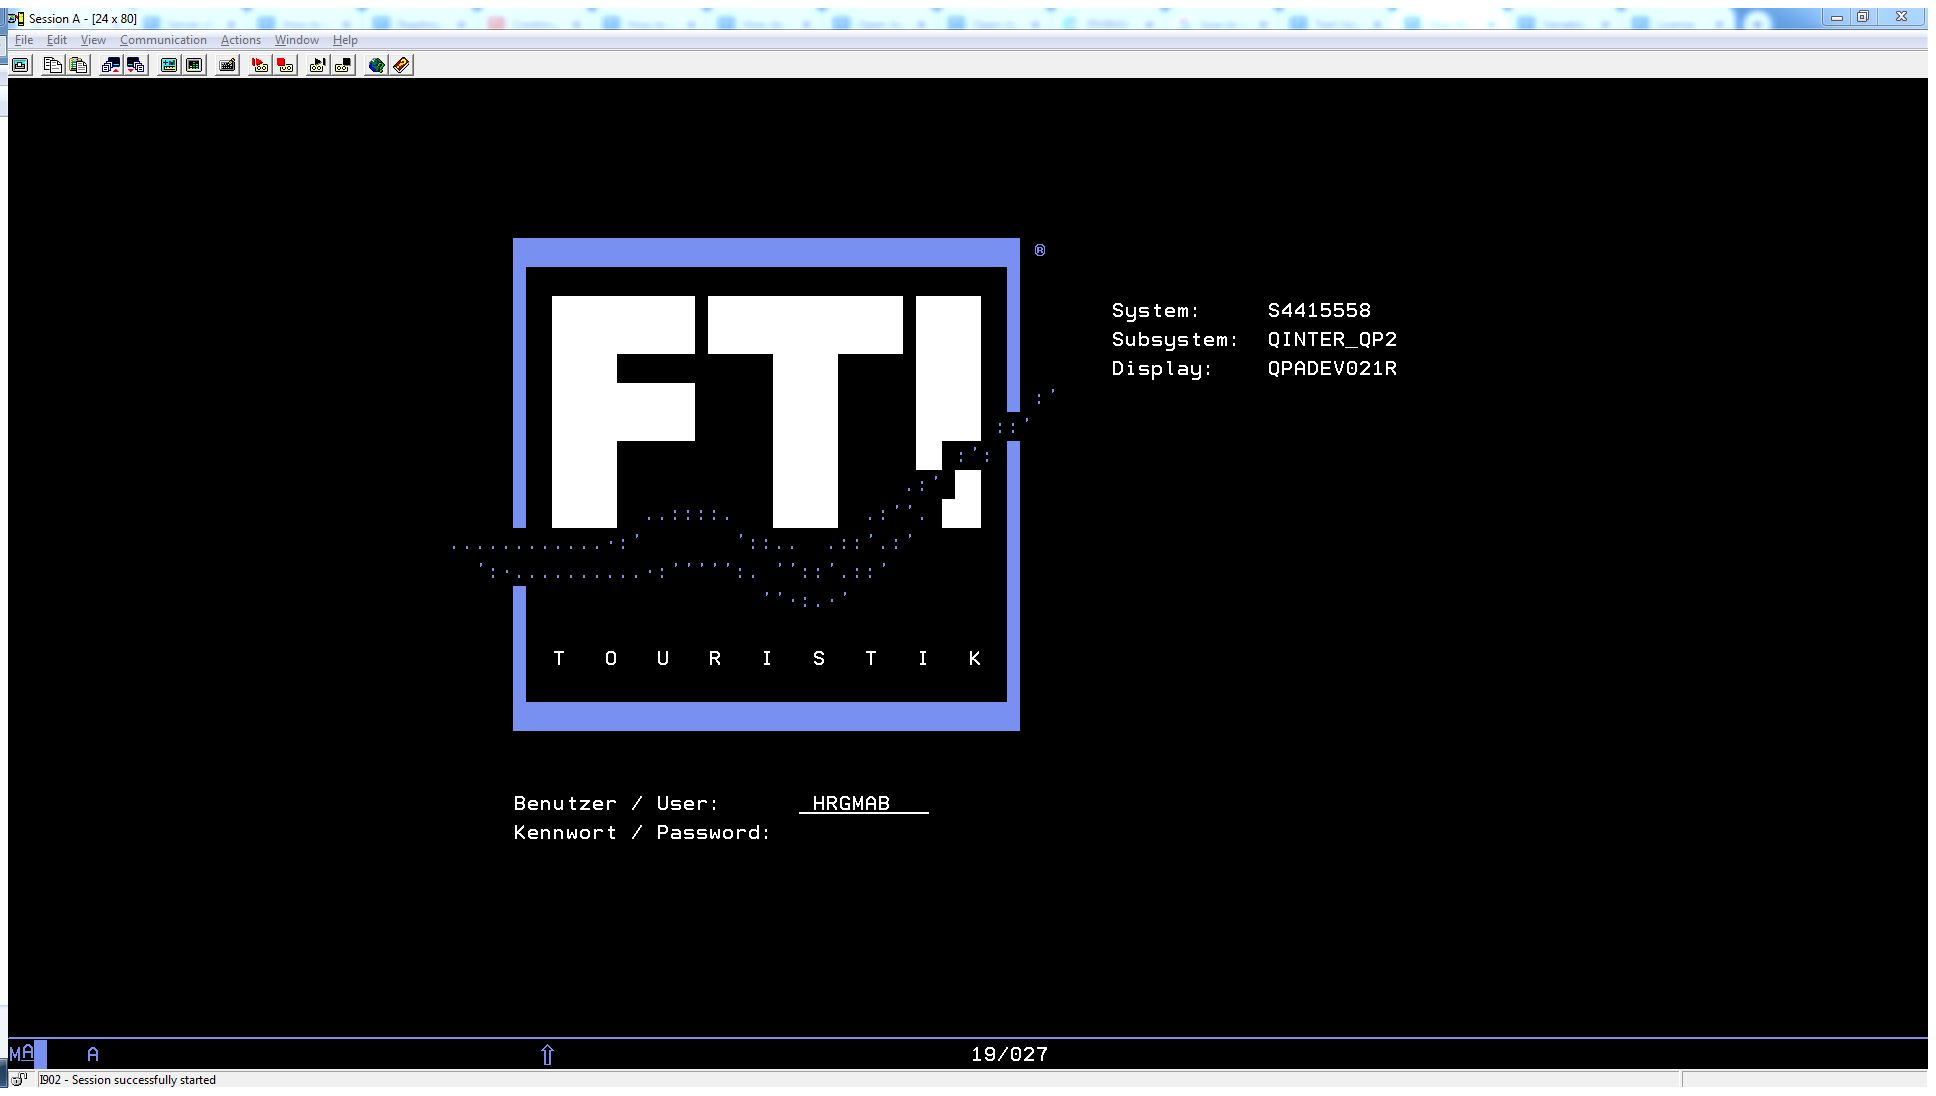 Session A - [24 x 80]
File Edit View Communication Actions Window Help
®
FTI
System: S4415558
Subsystem: QINTER_QP2
Display: QPADEV021R
T O U R I S T I K
Benutzer / User: HRGMAB
Kennwort / Password:
MA A 19/027
I902 - Session successfully started